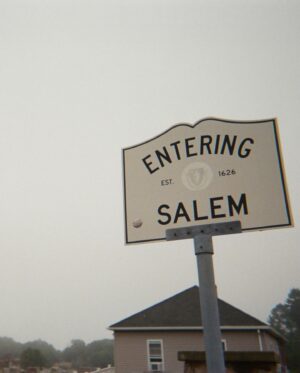 ENTERING
EST. 1626
SALEM